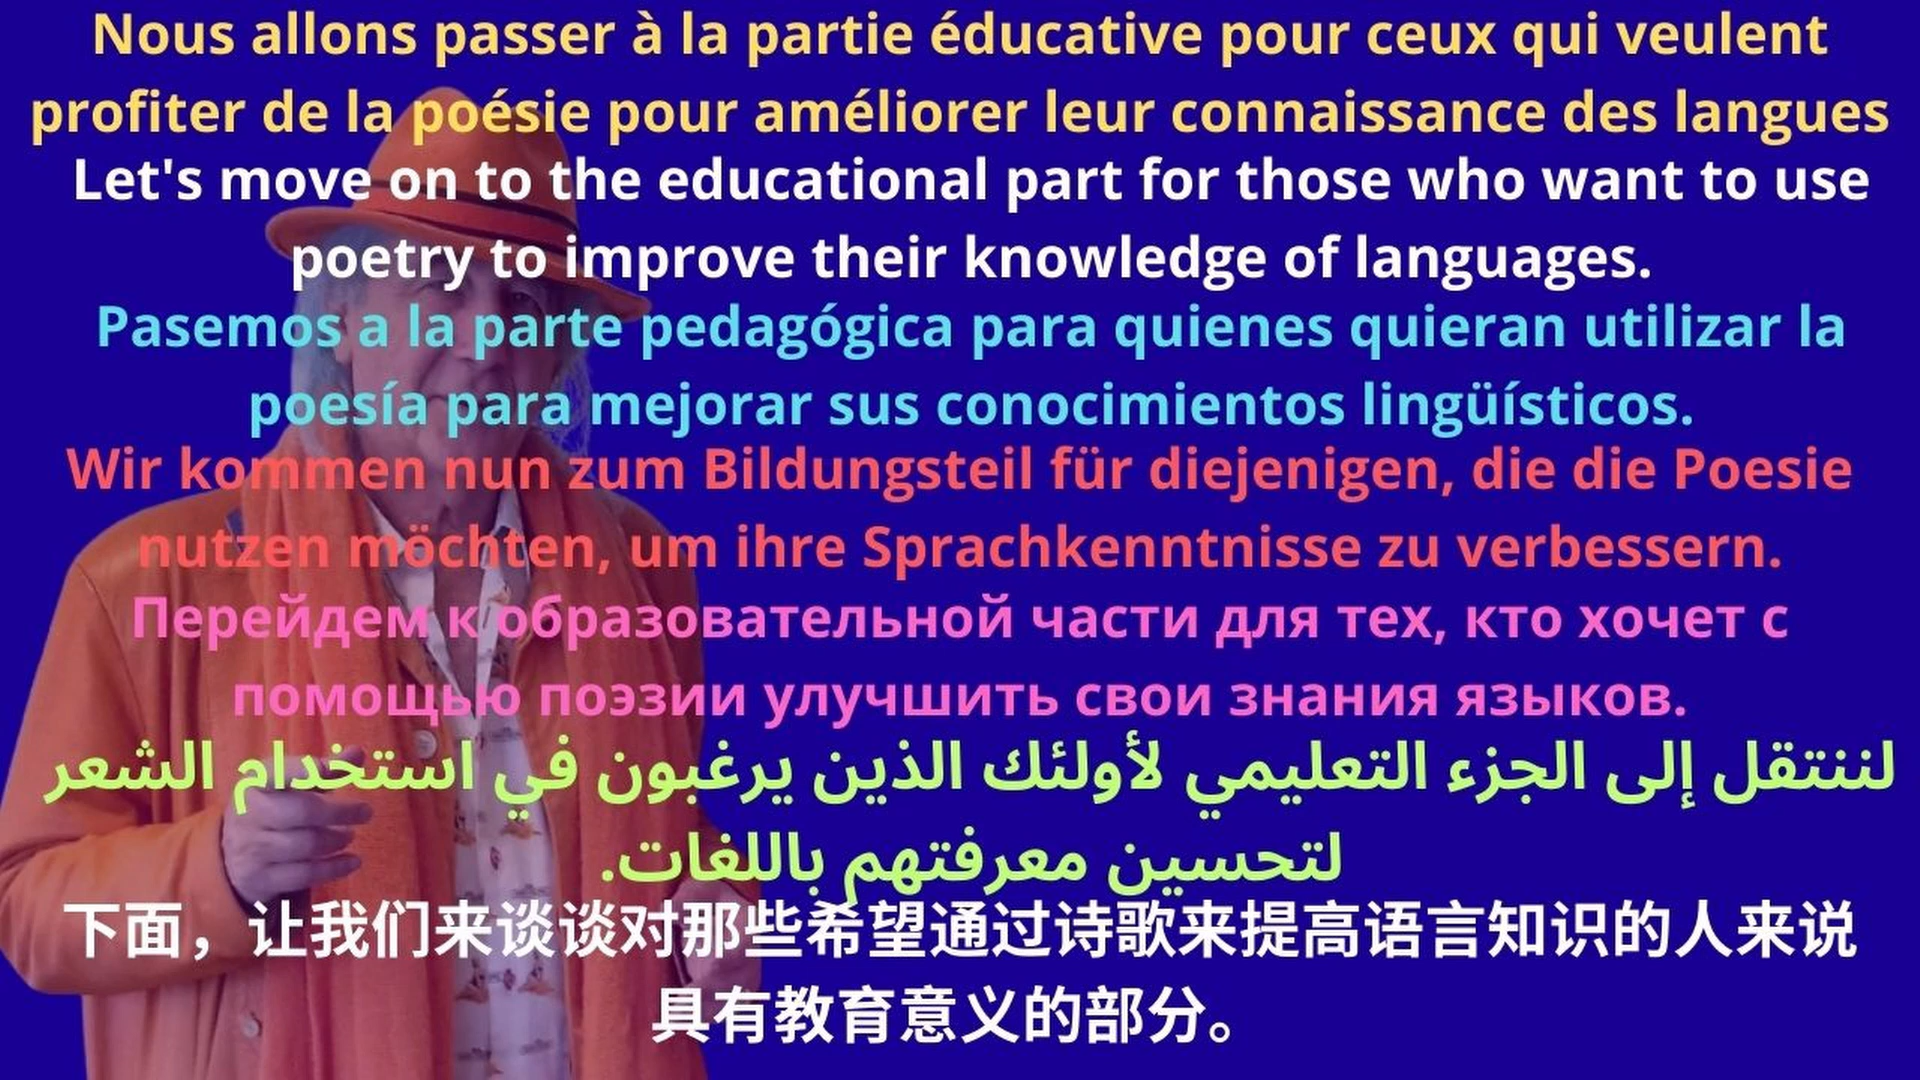 Nous allons passer à la partie éducative pour ceux qui veulent
profiter de la poésie pour améliorer leur connaissance des langues
Let's move on to the educational part for those who want to use
poetry to improve their knowledge of languages.
Pasemos a la parte pedagógica para quienes quieran utilizar la
poesía para mejorar sus conocimientos lingüísticos.
Wir kommen nun zum Bildungsteil für diejenigen, die die Poesie
nutzen möchten, um ihre Sprachkenntnisse zu verbessern.
Перейдем к образовательной части для тех, кто хочет с
помощью поэзии улучшить свои знания языков.
لننتقل إلى الجزء التعليمي لأولئك الذين يرغبون في استخدام الشعر
لتحسين معرفتهم باللغات.
下面，让我们来谈谈对那些希望通过诗歌来提高语言知识的人来说
具有教育意义的部分。